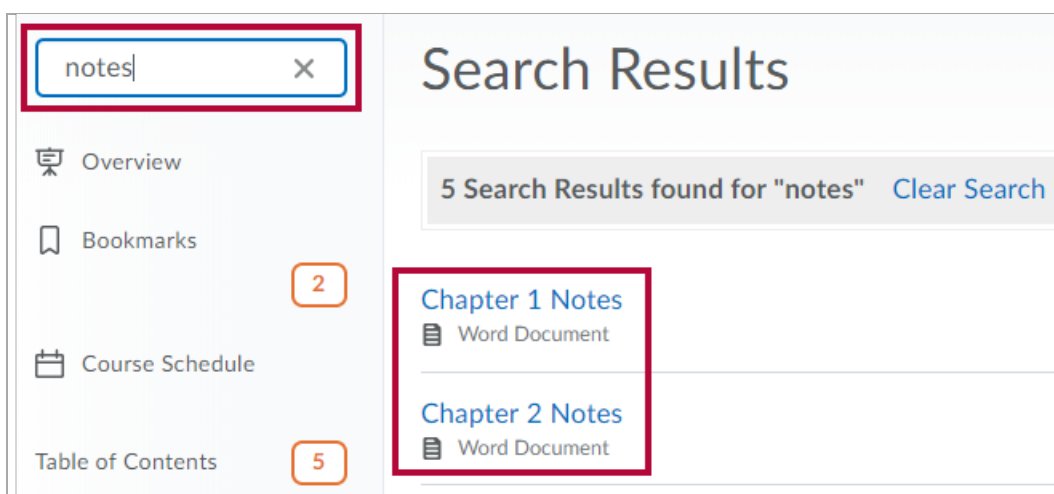 notes
Overview
Bookmarks
2
Course Schedule
Table of Contents
5
Search Results
5 Search Results found for "notes" Clear Search
Chapter 1 Notes
Word Document
Chapter 2 Notes
Word Document